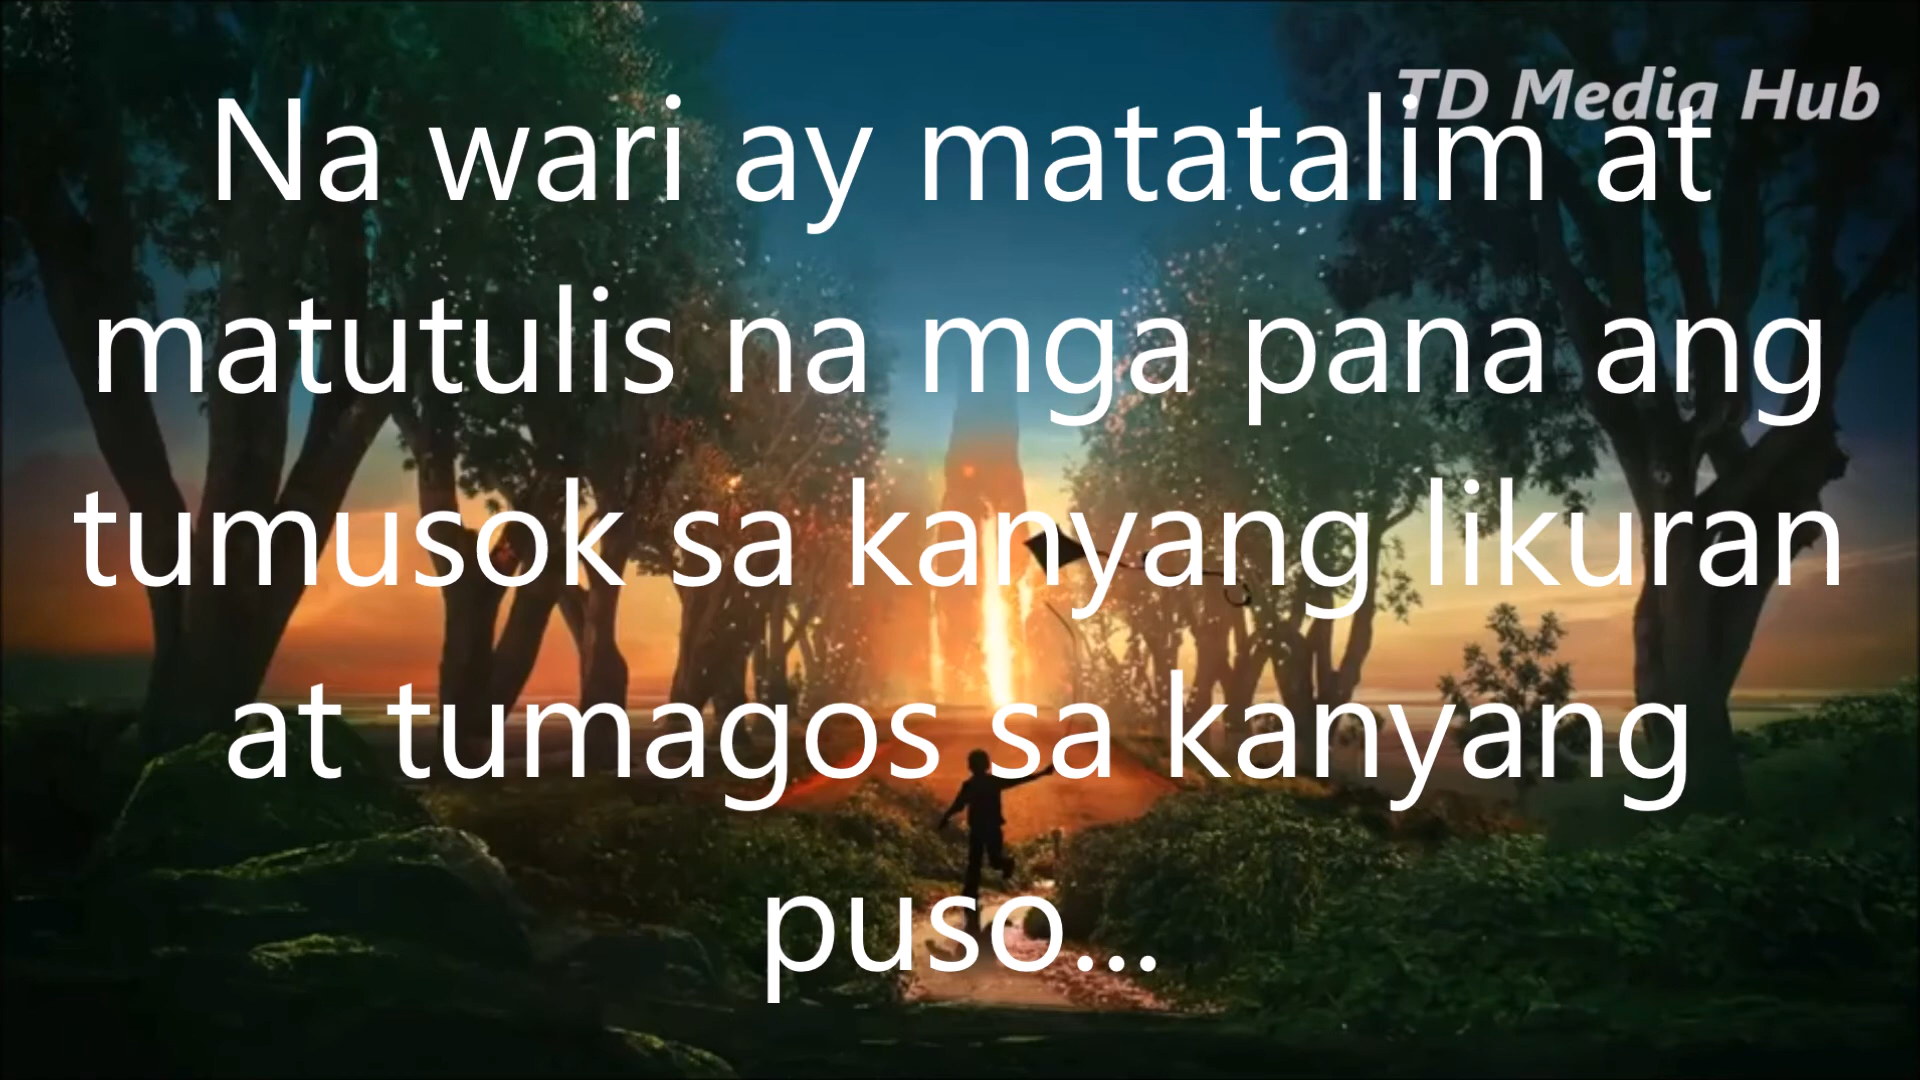 TD Media Hub
Na wari ay matatalim at
matutulis na mga pana ang
tumusok sa kanyang likuran
at tumagos sa kanyang
puso...